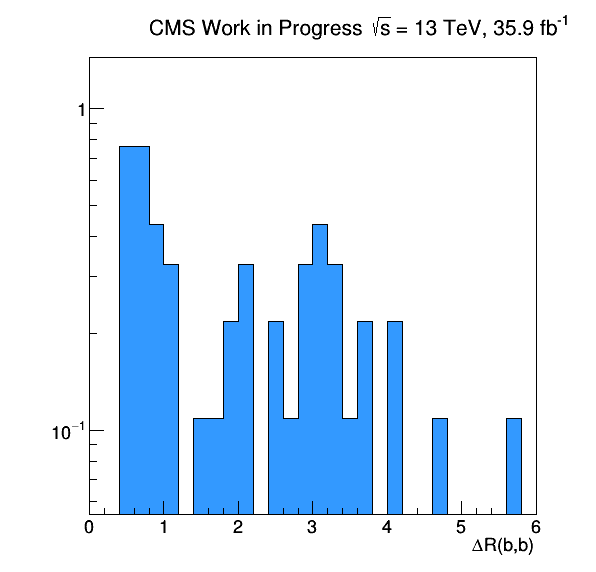 CMS Work in Progress √s = 13 TeV, 35.9 fb⁻¹
1
10⁻¹
0 1 2 3 4 5 6
ΔR(b,b)